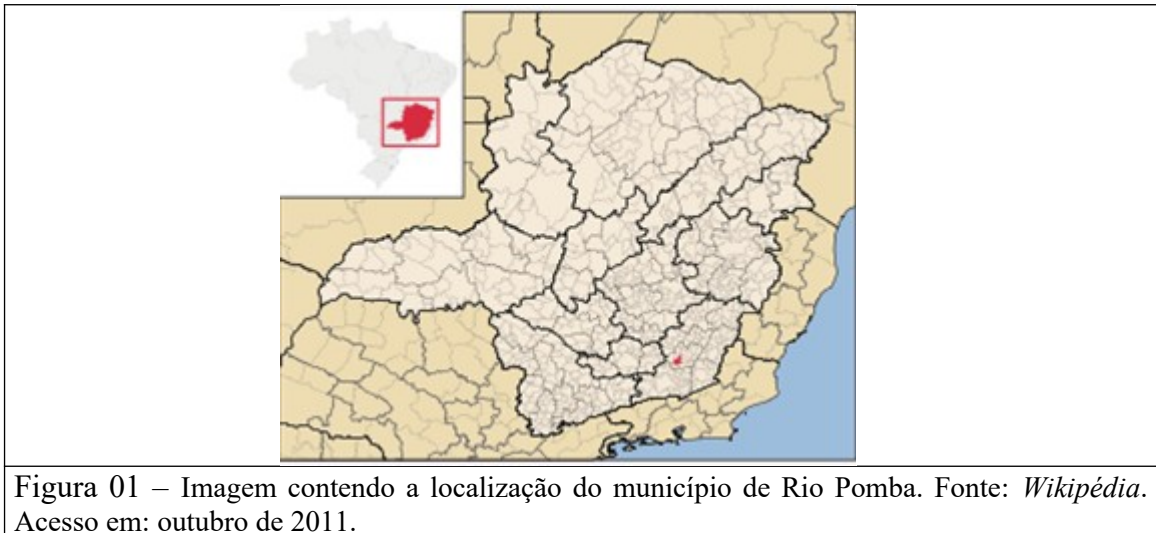 Figura 01 – Imagem contendo a localização do município de Rio Pomba. Fonte: Wikipédia.
Acesso em: outubro de 2011.